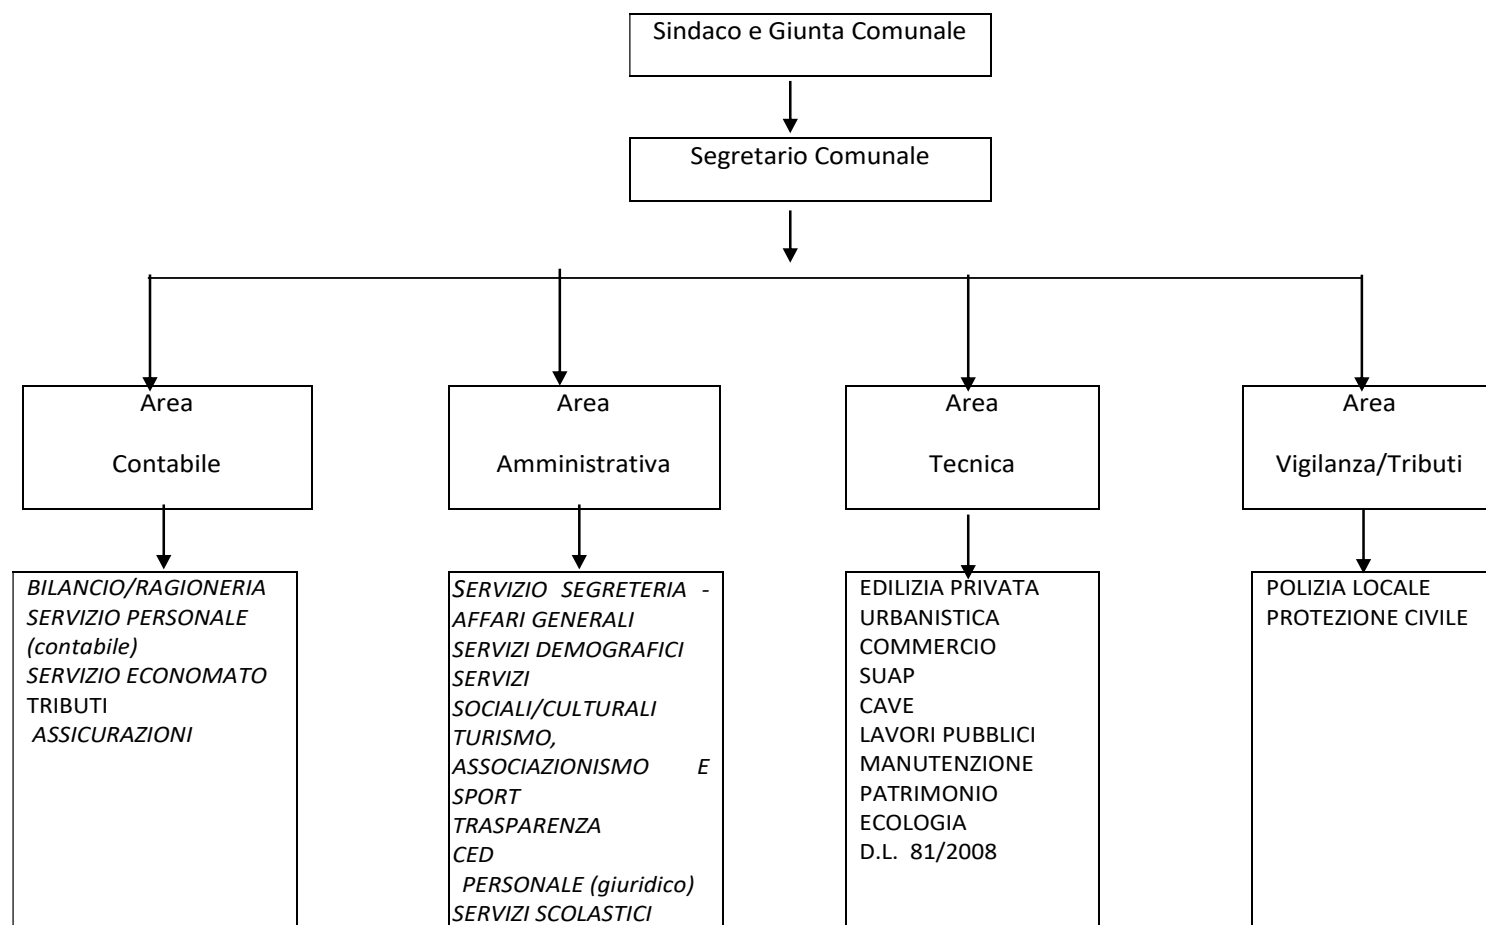 Sindaco e Giunta Comunale
Segretario Comunale
Area
Contabile
Area
Amministrativa
Area
Tecnica
Area
Vigilanza/Tributi
BILANCIO/RAGIONERIA
SERVIZIO PERSONALE
(contabile)
SERVIZIO ECONOMATO
TRIBUTI
ASSICURAZIONI
SERVIZIO SEGRETERIA -
AFFARI GENERALI
SERVIZI DEMOGRAFICI
SERVIZI
SOCIALI/CULTURALI
TURISMO,
ASSOCIAZIONISMO E
SPORT
TRASPARENZA
CED
PERSONALE (giuridico)
SERVIZI SCOLASTICI
EDILIZIA PRIVATA
URBANISTICA
COMMERCIO
SUAP
CAVE
LAVORI PUBBLICI
MANUTENZIONE
PATRIMONIO
ECOLOGIA
D.L. 81/2008
POLIZIA LOCALE
PROTEZIONE CIVILE